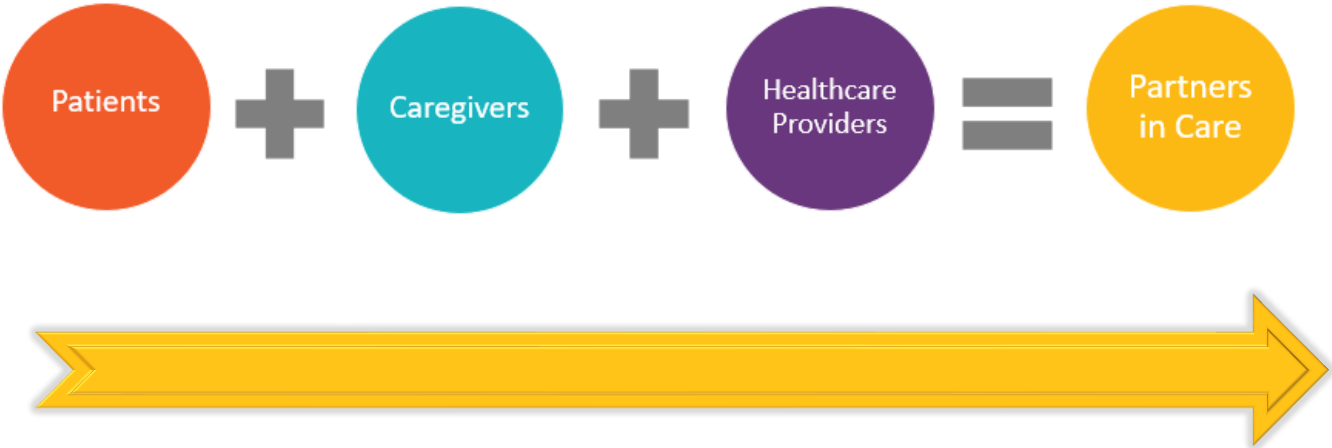 Patients
Caregivers
Healthcare
Providers
Partners
in Care